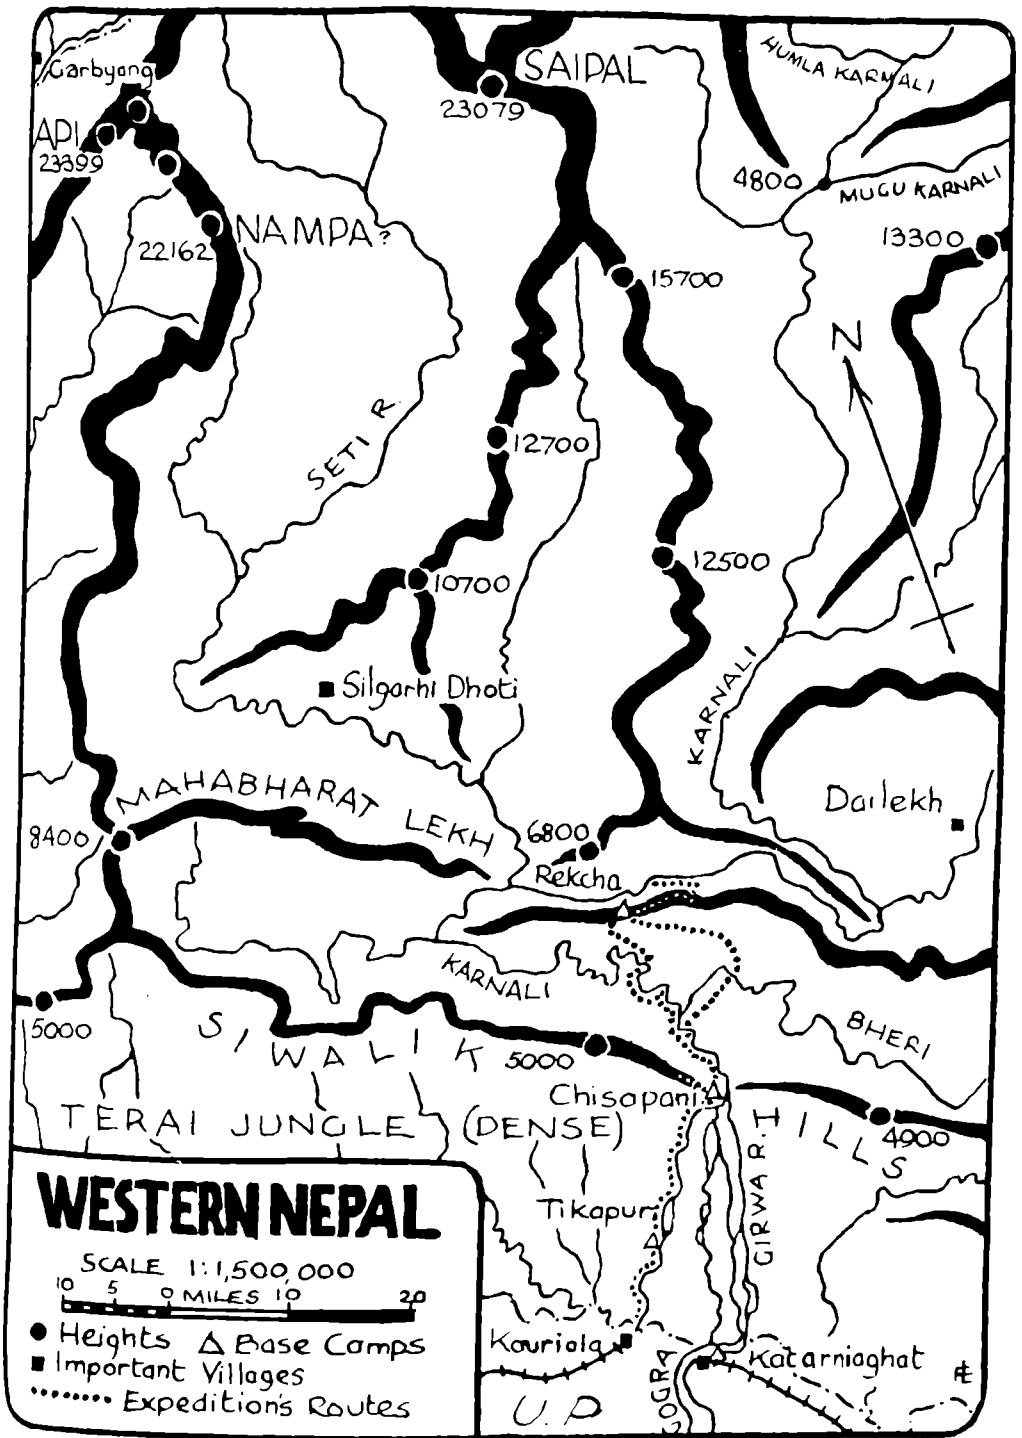 Garbyang
SAIPAL
23079
HUMLA KARNALI
API
23399
4800
MUGU KARNALI
NAMPA?
22162
13300
15700
N
SETI R.
12700
12500
10700
Silgarhi Dhoti
KARNALI
MAHABHARAT LEKH
Dailekh
8400
6800
Rekcha
KARNALI
5000
BHERI
SIWALIK HILLS
5000
Chisapani
TERAI JUNGLE (DENSE)
4900
GIRWA R.
Tikapur
WESTERN NEPAL
SCALE 1:1,500,000
10 5 0 MILES 10 20
Heights
Base Camps
Important Villages
Expedition's Routes
Kauriala
GOGRA
Katarniaghat
U.P